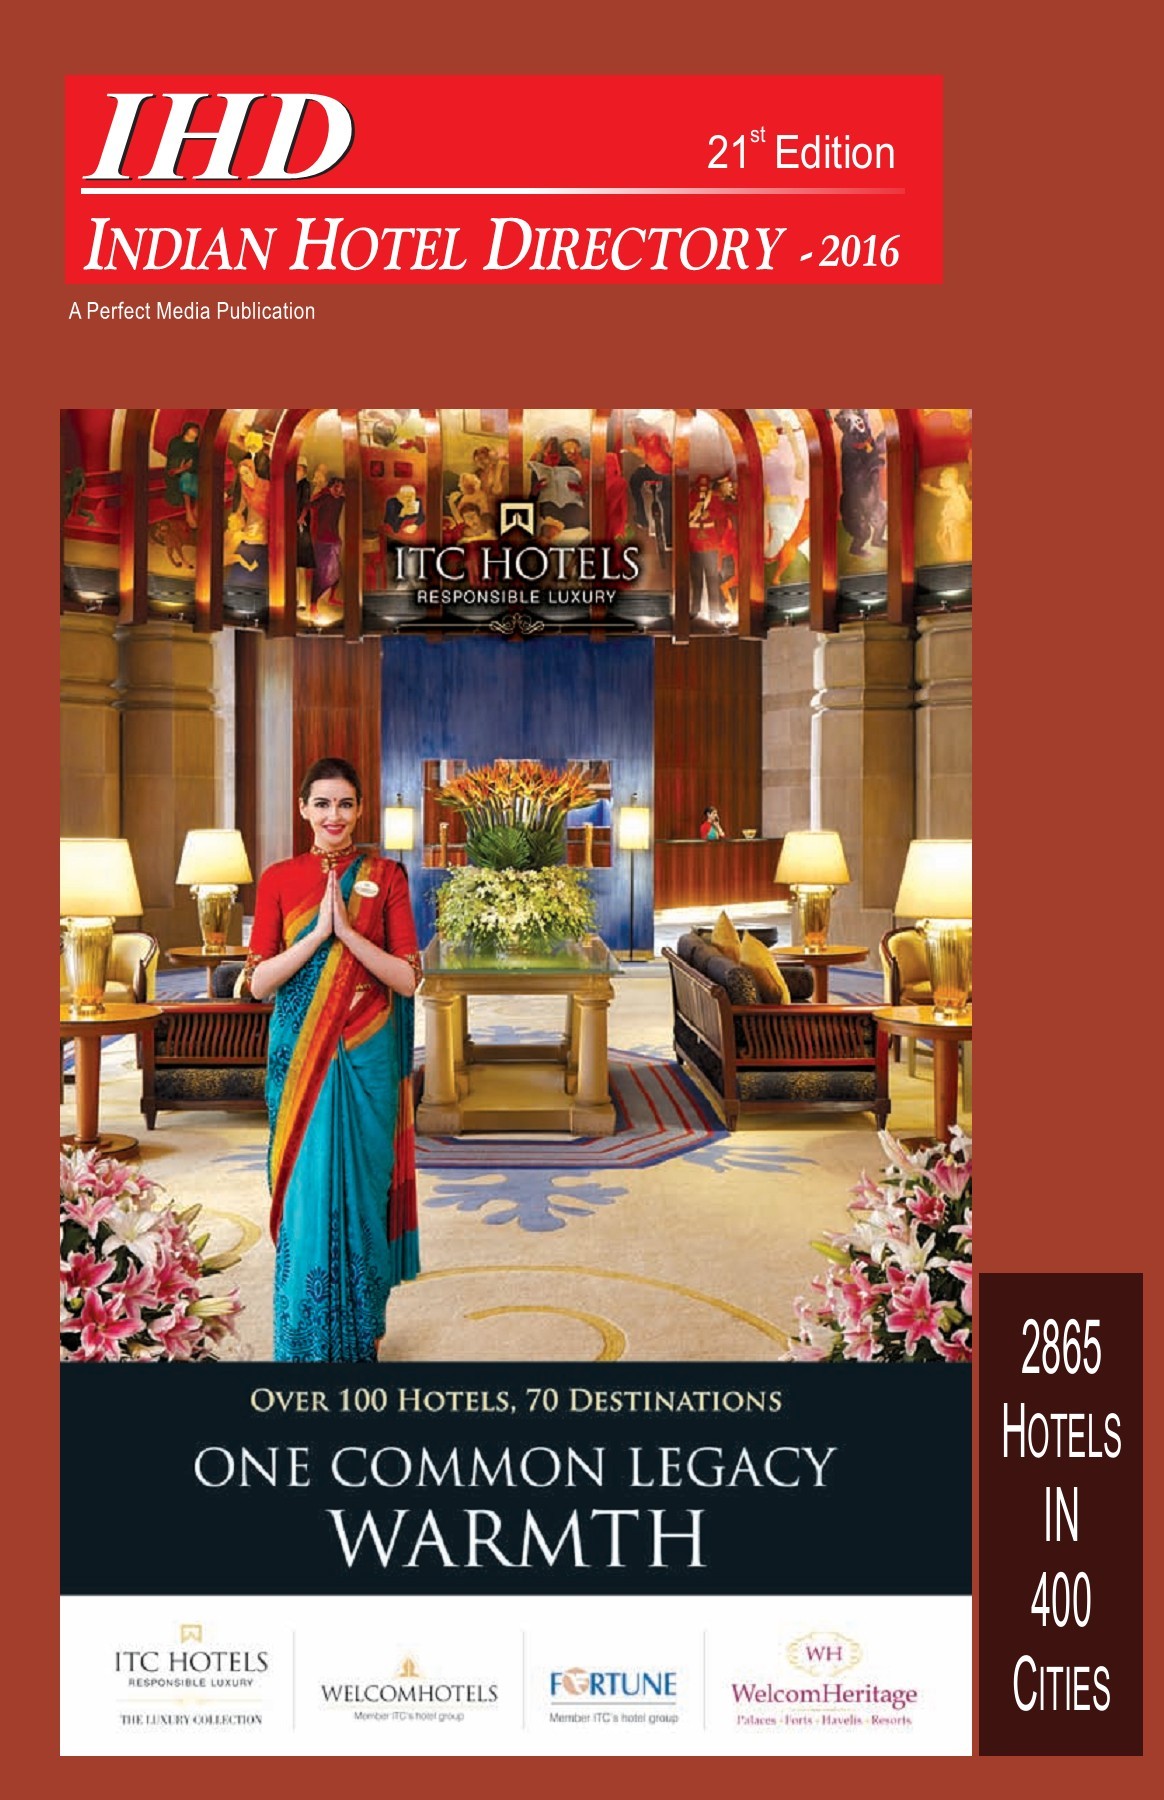 IHD
21st Edition
INDIAN HOTEL DIRECTORY - 2016
A Perfect Media Publication
ITC HOTELS
RESPONSIBLE LUXURY
OVER 100 HOTELS, 70 DESTINATIONS
ONE COMMON LEGACY
WARMTH
ITC HOTELS
RESPONSIBLE LUXURY
THE LUXURY COLLECTION
WELCOMHOTELS
Member ITC's hotel group
FORTUNE
Member ITC's hotel group
WH
WelcomHeritage
Palaces · Forts · Havelis · Resorts
2865
HOTELS
IN
400
CITIES